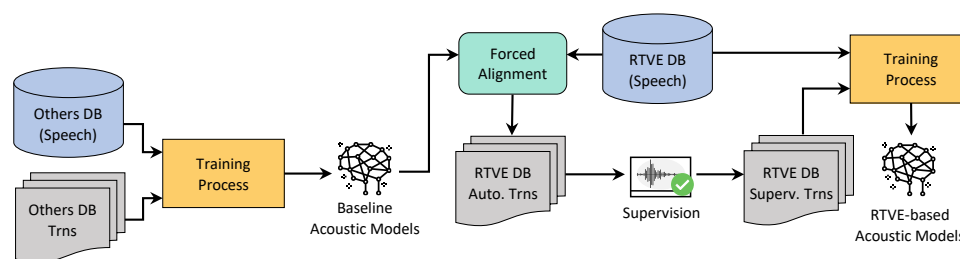 Others DB
(Speech)
Others DB
Trns
Training
Process
Baseline
Acoustic Models
Forced
Alignment
RTVE DB
(Speech)
RTVE DB
Auto. Trns
Supervision
RTVE DB
Superv. Trns
Training
Process
RTVE-based
Acoustic Models